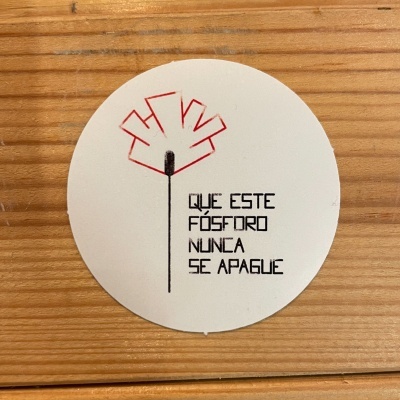 QUE ESTE
FÓSFORO
NUNCA
SE APAGUE